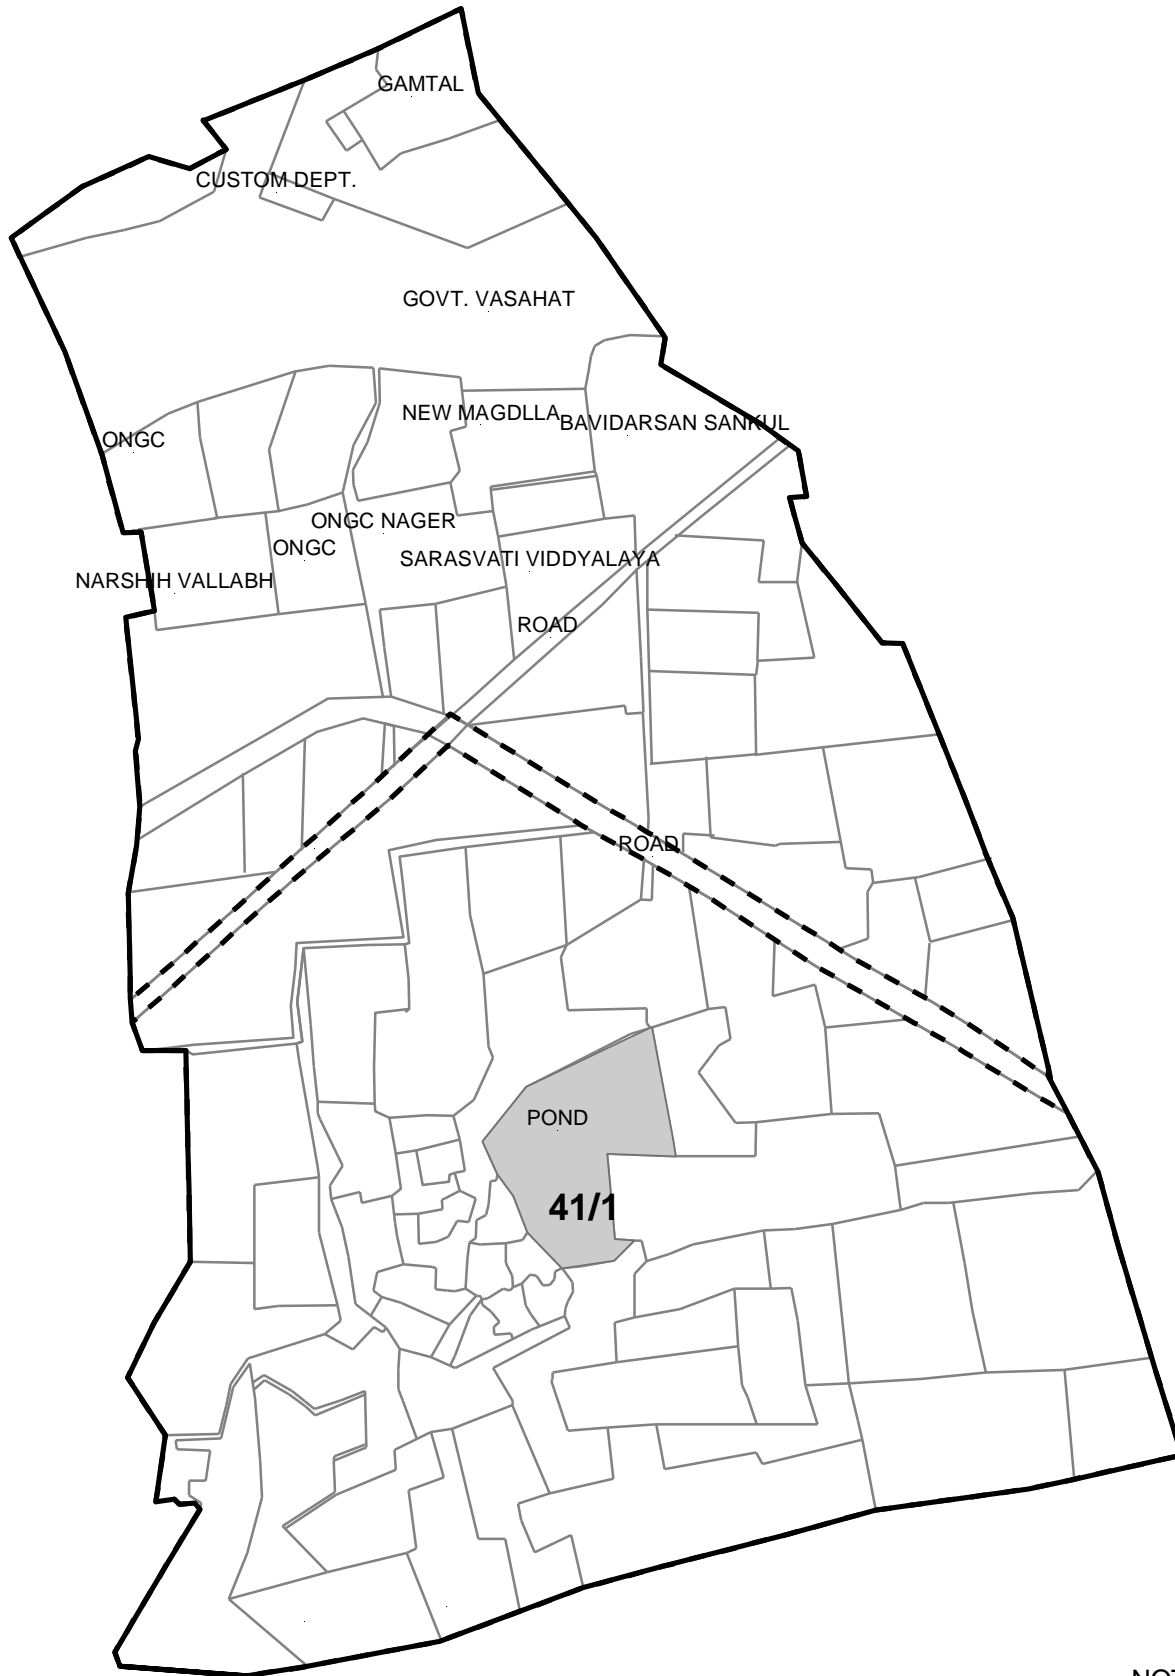 GAMTAL
CUSTOM DEPT.
GOVT. VASAHAT
NEW MAGDLLA
BAVIDARSAN SANKUL
ONGC
ONGC NAGER
ONGC
SARASVATI VIDDYALAYA
NARSHIH VALLABH
ROAD
ROAD
POND
41/1